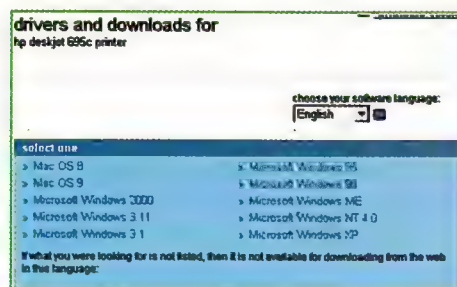 drivers and downloads for
hp deskjet 695c printer
choose your software language:
English
select one
» Mac OS 8
» Mac OS 9
» Microsoft Windows 2000
» Microsoft Windows 3.11
» Microsoft Windows 3.1
» Microsoft Windows 95
» Microsoft Windows 98
» Microsoft Windows ME
» Microsoft Windows NT 4.0
» Microsoft Windows XP
If what you were looking for is not listed, then it is not available for downloading from the web
in this language: